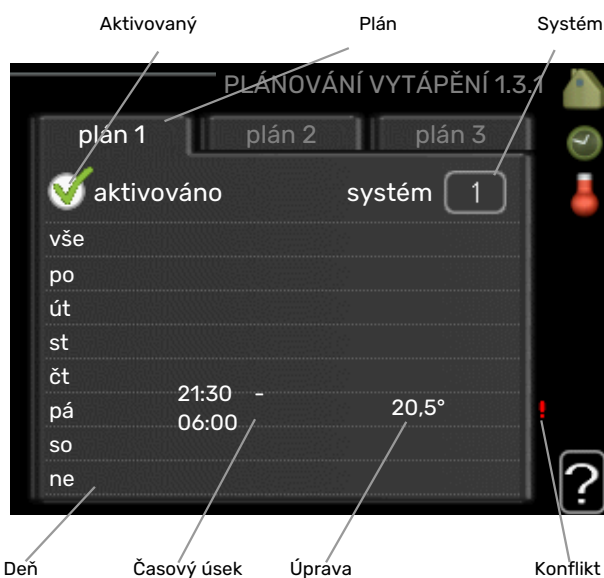 Aktivovaný Plán Systém
PLÁNOVÁNÍ VYTÁPĚNÍ 1.3.1
plán 1 plán 2 plán 3
aktivováno systém 1
vše
po
út
st
čt
21:30 -
pá 20,5° !
06:00
so
ne
?
Deň Časový úsek Úprava Konflikt